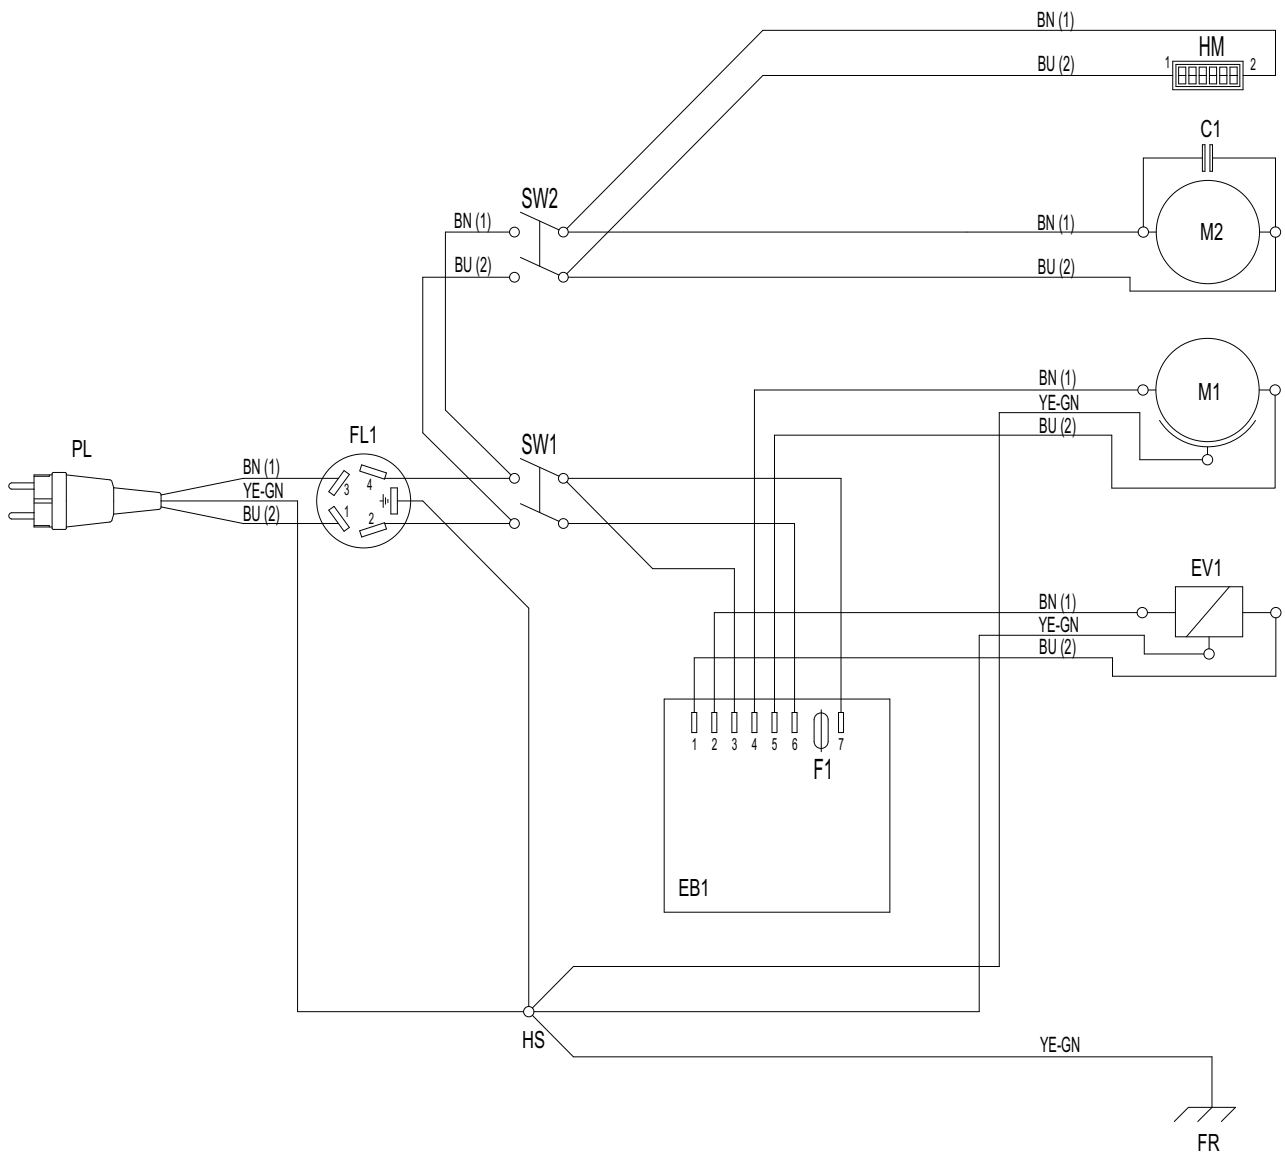 BN (1)
HM
BU (2)
1
2
C1
SW2
BN (1)
BN (1)
M2
BU (2)
BU (2)
BN (1)
M1
YE-GN
BU (2)
PL
FL1
SW1
BN (1)
3
4
YE-GN
BU (2)
1
2
EV1
BN (1)
YE-GN
BU (2)
1
2
3
4
5
6
7
F1
EB1
HS
YE-GN
FR